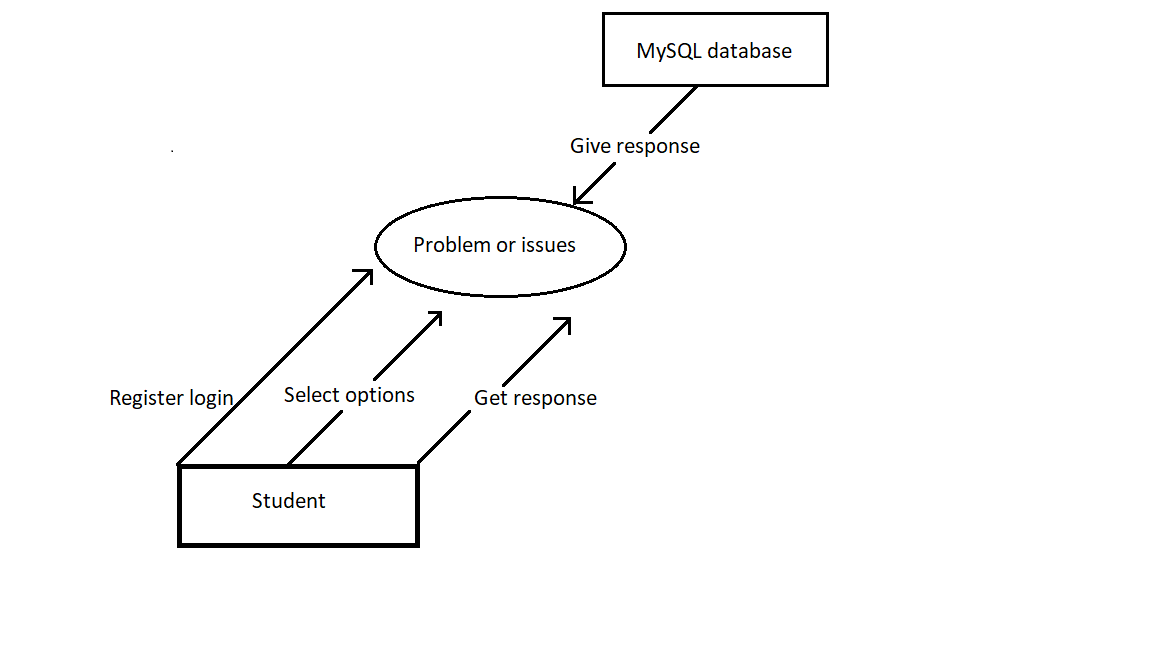 MySQL database
Give response
Problem or issues
Register login
Select options
Get response
Student